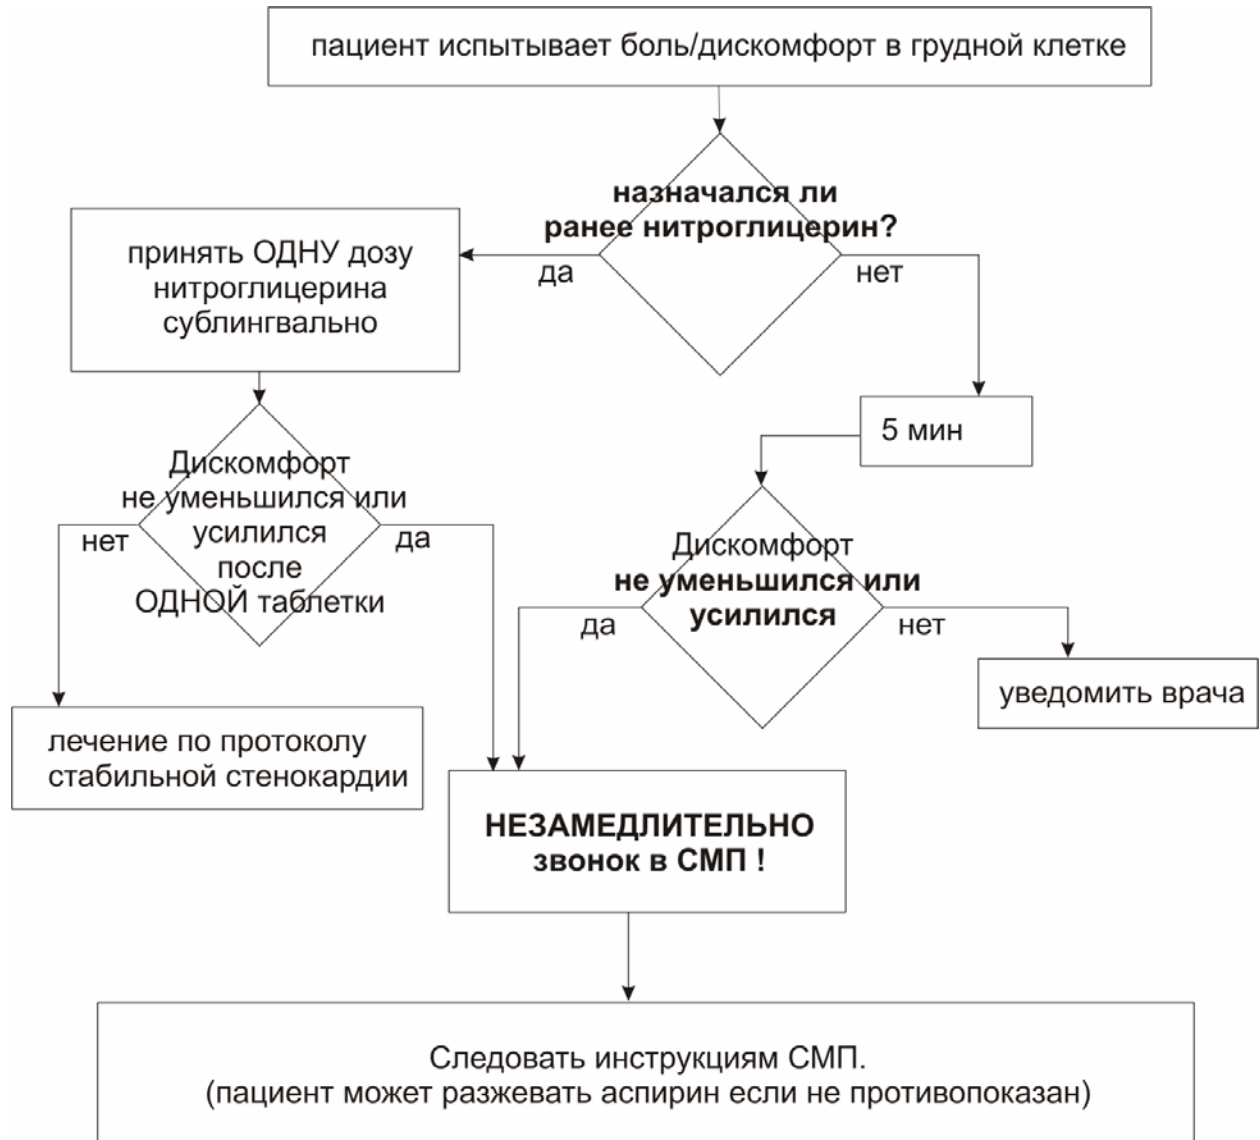 пациент испытывает боль/дискомфорт в грудной клетке
назначался ли
ранее нитроглицерин?
да
нет
принять ОДНУ дозу
нитроглицерина
сублингвально
5 мин
Дискомфорт
не уменьшился или
усилился
после
ОДНОЙ таблетки
нет
да
Дискомфорт
не уменьшился или
усилился
да
нет
уведомить врача
лечение по протоколу
стабильной стенокардии
НЕЗАМЕДЛИТЕЛЬНО
звонок в СМП !
Следовать инструкциям СМП.
(пациент может разжевать аспирин если не противопоказан)